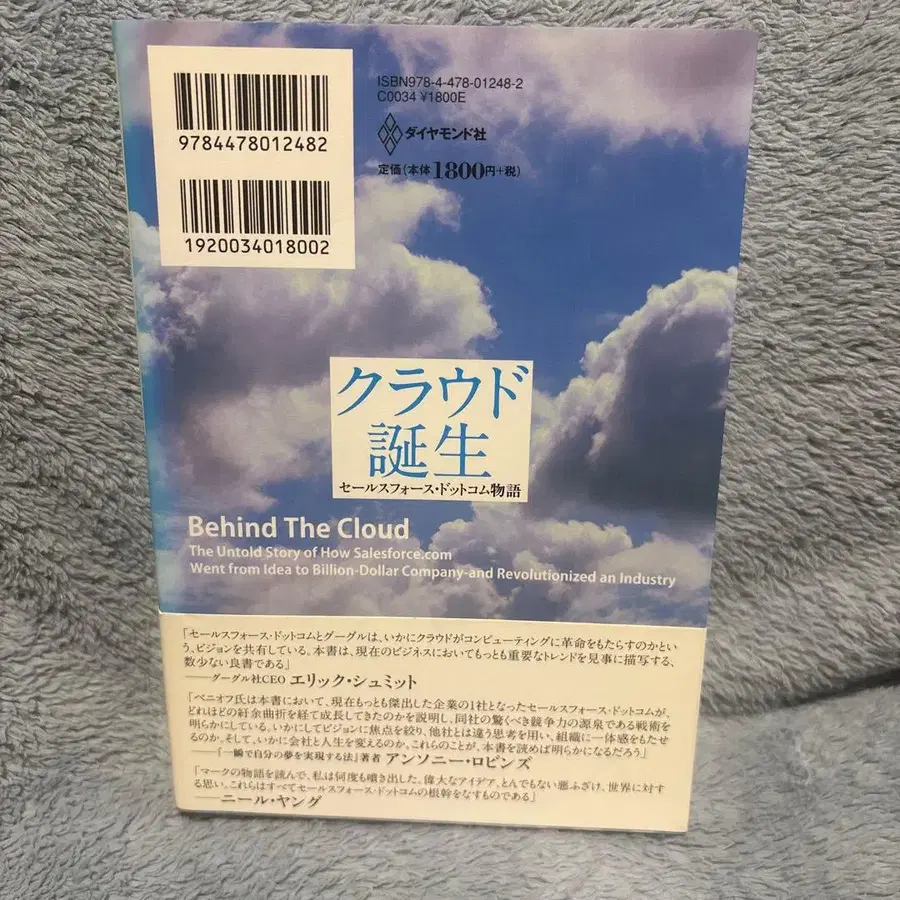 9784478012482
1920034018002
ISBN978-4-478-01248-2
C0034 ¥1800E
ダイヤモンド社
定価(本体1800円+税)
クラウド
誕生
セールスフォース・ドットコム物語
Behind The Cloud
The Untold Story of How Salesforce.com
Went from Idea to Billion-Dollar Company-and Revolutionized an Industry
「セールスフォース・ドットコムとグーグルは、いかにクラウドがコンピューティングに革命をもたらすのかとい
う、ビジョンを共有している。本書は、現在のビジネスにおいてもっとも重要なトレンドを見事に描写する、
数少ない良書である」
――グーグル社CEO エリック・シュミット
「ベニオフ氏は本書において、現在もっとも傑出した企業の1社となったセールスフォース・ドットコムが、
どれほどの紆余曲折を経て成長してきたのかを説明し、同社の驚くべき競争力の源泉である戦術を
明らかにしている。いかにしてビジョンに焦点を絞り、他社とは違う思考を用い、組織に一体感をもたせ
るのか。そして、いかに会社と人生を変えるのか。これらのことが、本書を読めば明らかになるだろう」
――『一瞬で自分の夢を実現する法』著者 アンソニー・ロビンズ
「マークの物語を読んで、私は何度も噴き出した。偉大なアイデア、とんでもない悪ふざけ、世界に対す
る思い。これらはすべてセールスフォース・ドットコムの根幹をなすものである」
――ニール・ヤング